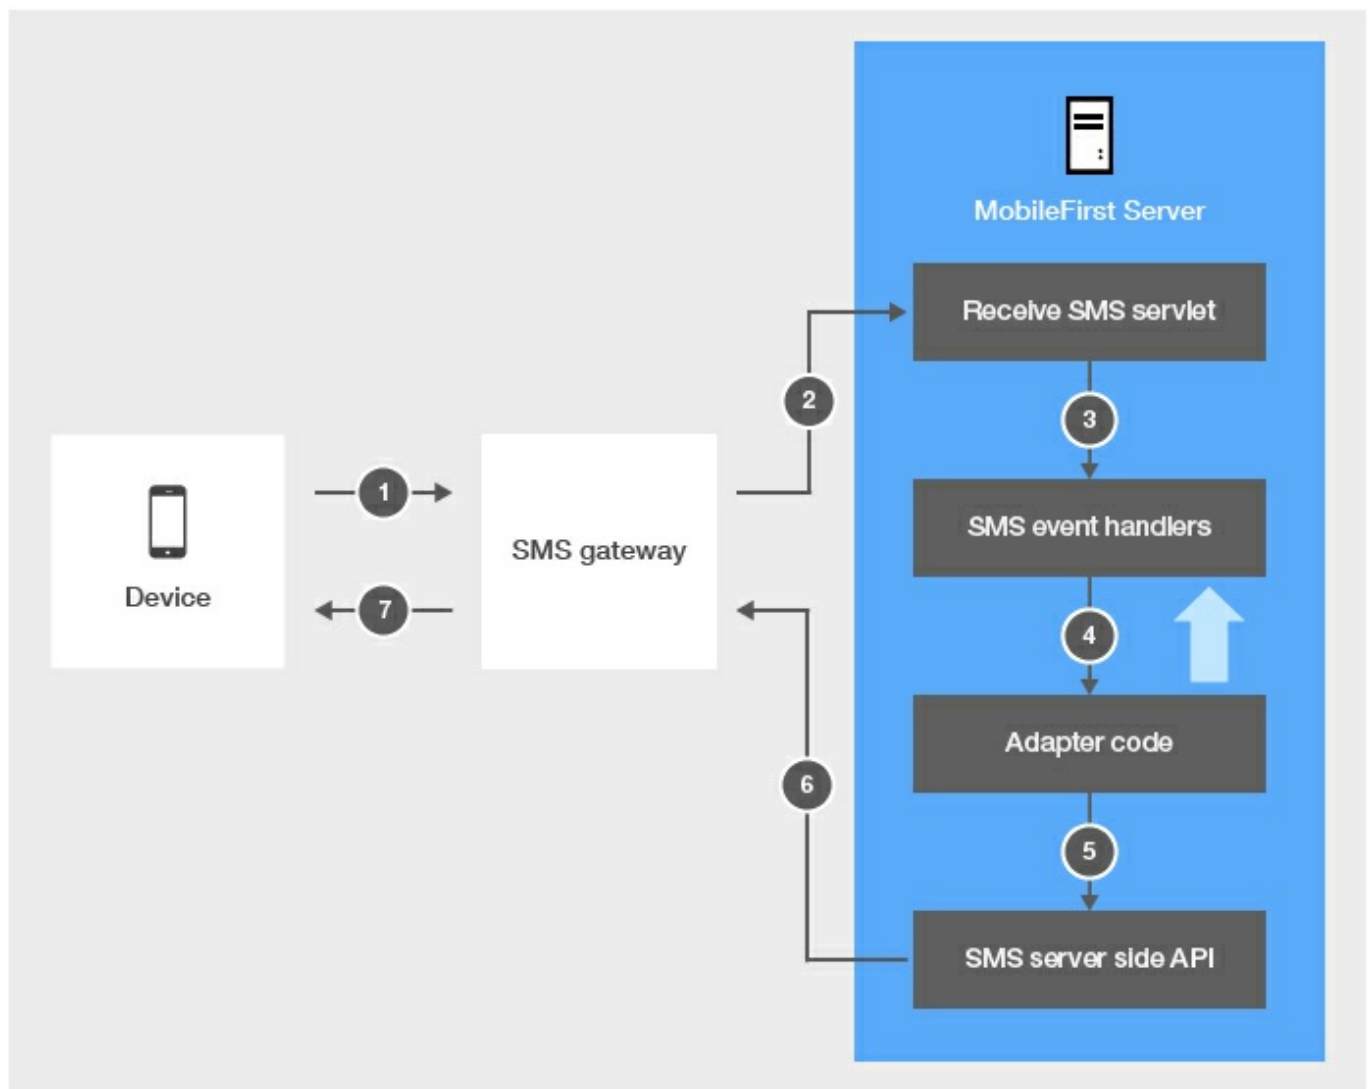 MobileFirst Server
Receive SMS servlet
2
3
1
SMS event handlers
SMS gateway
Device
7
4
Adapter code
6
5
SMS server side API